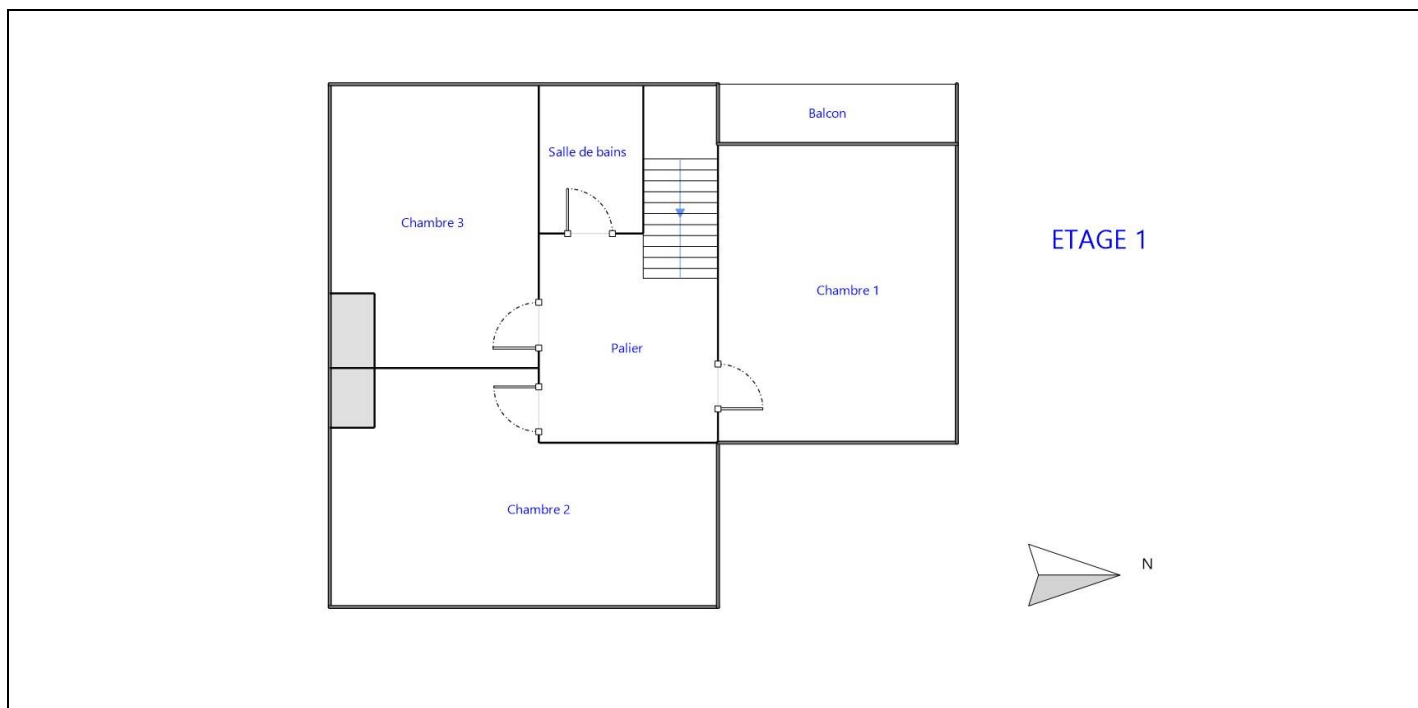 Balcon
Salle de bains
Chambre 3
ETAGE 1
Chambre 1
Palier
Chambre 2
N